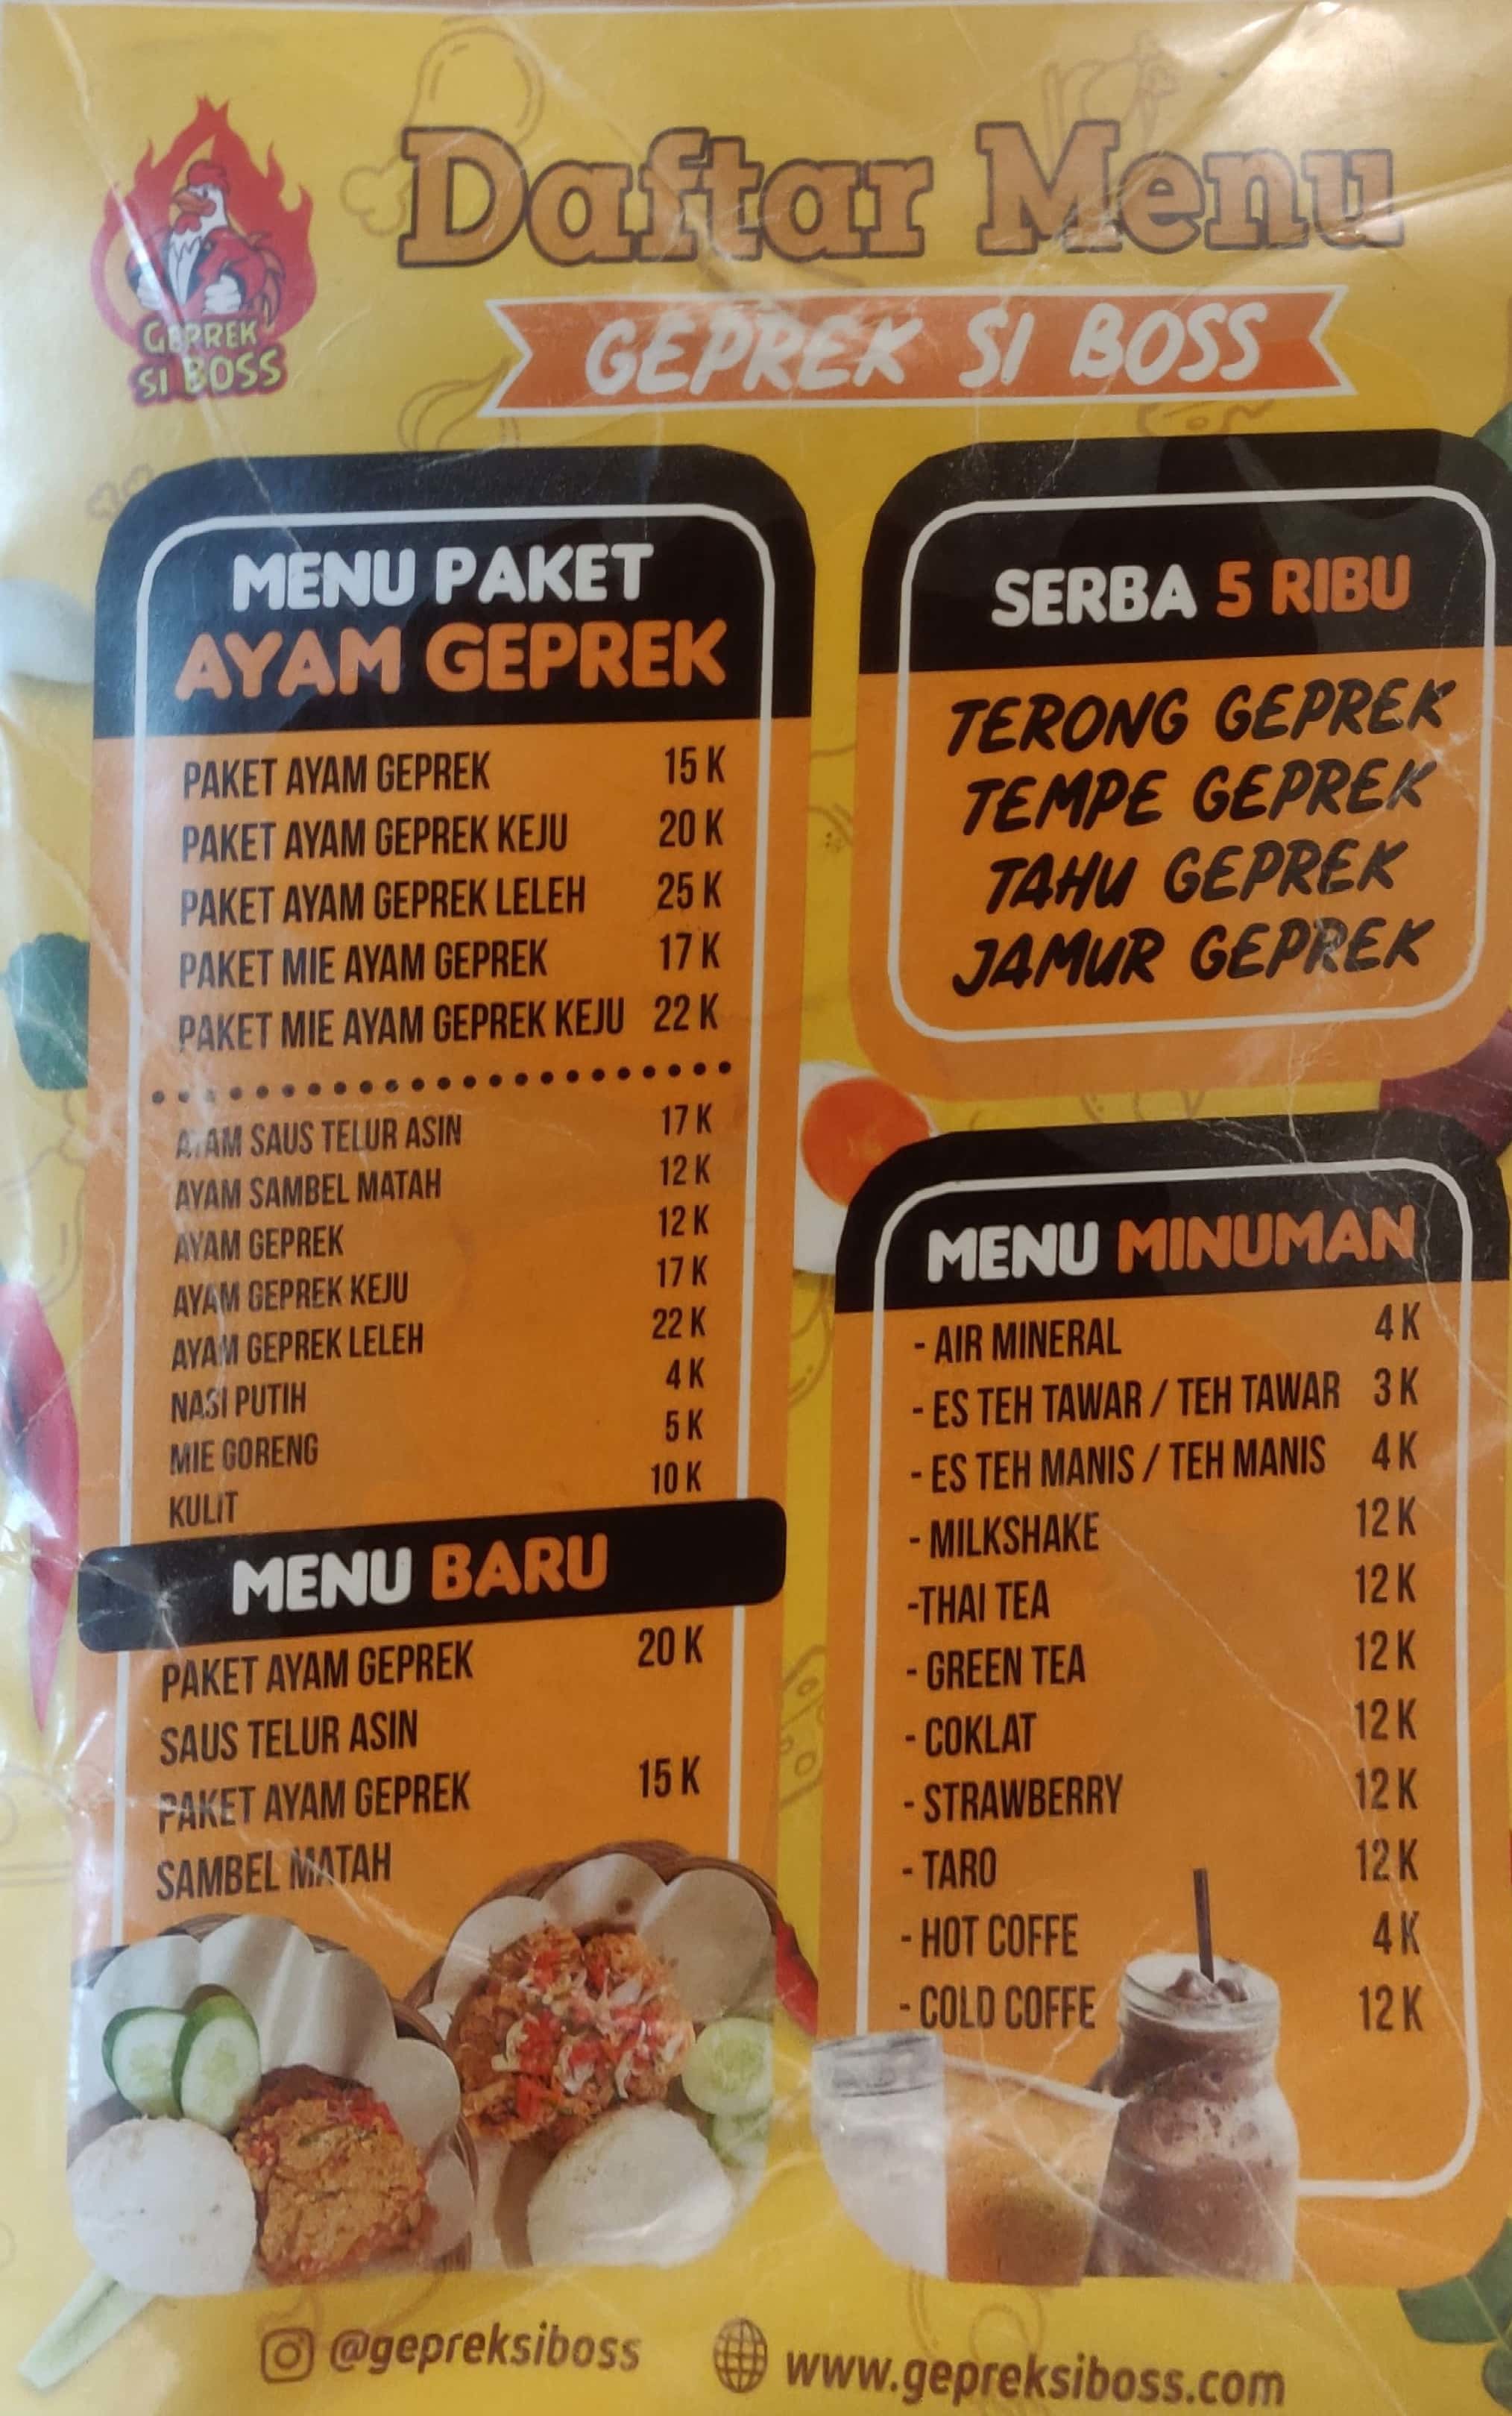 GEPREK
SI BOSS
Daftar Menu
GEPREK SI BOSS
MENU PAKET
AYAM GEPREK
PAKET AYAM GEPREK 15 K
PAKET AYAM GEPREK KEJU 20 K
PAKET AYAM GEPREK LELEH 25 K
PAKET MIE AYAM GEPREK 17 K
PAKET MIE AYAM GEPREK KEJU 22 K
AYAM SAUS TELUR ASIN 17 K
AYAM SAMBEL MATAH 12 K
AYAM GEPREK 12 K
AYAM GEPREK KEJU 17 K
AYAM GEPREK LELEH 22 K
NASI PUTIH 4 K
MIE GORENG 5 K
KULIT 10 K
MENU BARU
PAKET AYAM GEPREK 20 K
SAUS TELUR ASIN
PAKET AYAM GEPREK 15 K
SAMBEL MATAH
SERBA 5 RIBU
TERONG GEPREK
TEMPE GEPREK
TAHU GEPREK
JAMUR GEPREK
MENU MINUMAN
- AIR MINERAL 4 K
- ES TEH TAWAR / TEH TAWAR 3 K
- ES TEH MANIS / TEH MANIS 4 K
- MILKSHAKE 12 K
-THAI TEA 12 K
- GREEN TEA 12 K
- COKLAT 12 K
- STRAWBERRY 12 K
- TARO 12 K
- HOT COFFE 4 K
- COLD COFFE 12 K
@gepreksiboss
www.gepreksiboss.com